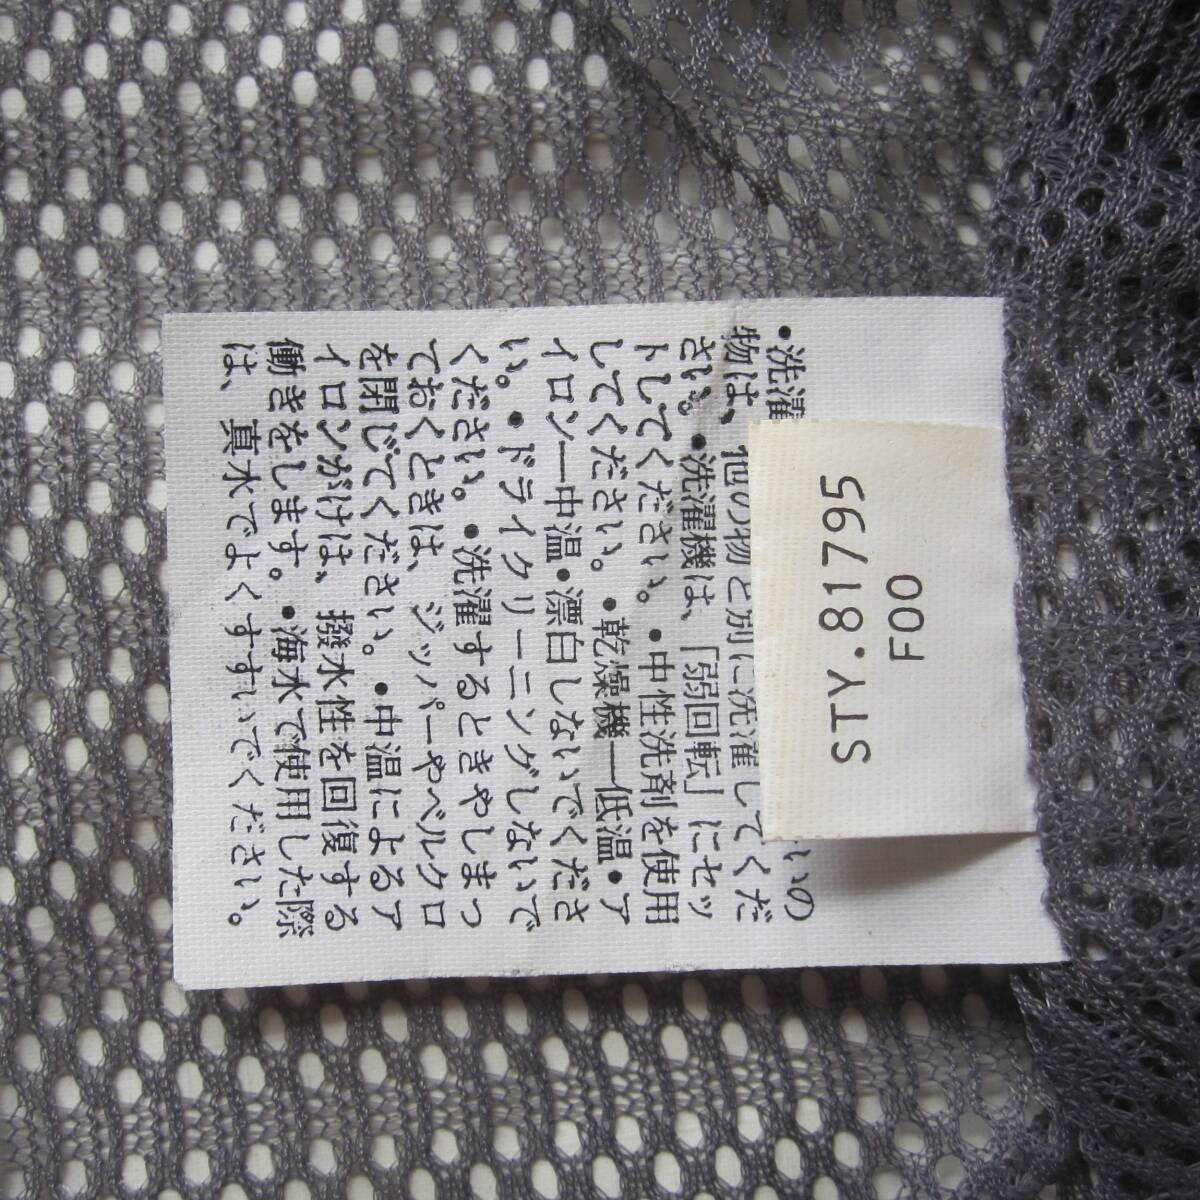 ●洗濯
いの
物は、他の物と別に洗濯してくだ
さい。●洗濯機は、「弱回転」にセッ
トしてください。●中性洗剤を使用
してください。●乾燥機―低温●ア
イロン―中温●漂白しないでくださ
い。●ドライクリーニングしないで
ください。●洗濯するときやしまっ
ておくときは、ジッパーやベルクロ
を閉じてください。●中温によるア
イロンがけは、撥水性を回復する
働きをします。●海水で使用した際
は、真水でよくすすいでください。
STY.81795
F00